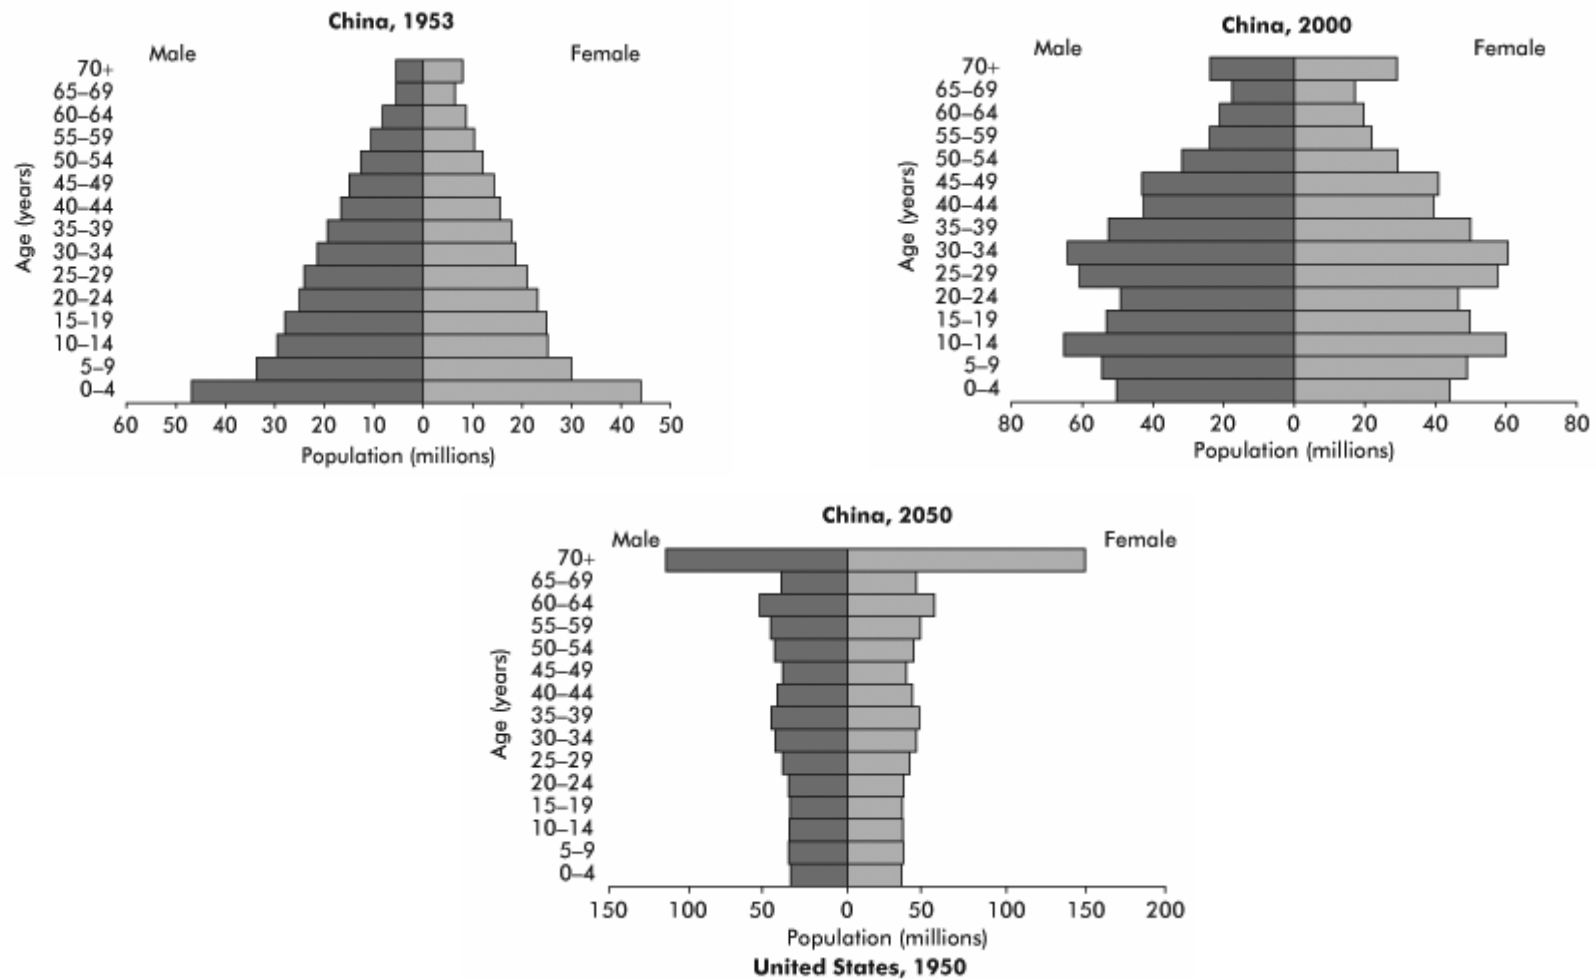 China, 1953
Male
Female
70+
65–69
60–64
55–59
50–54
45–49
40–44
35–39
30–34
25–29
20–24
15–19
10–14
5–9
0–4
Age (years)
60 50 40 30 20 10 0 10 20 30 40 50
Population (millions)
China, 2000
Male
Female
70+
65–69
60–64
55–59
50–54
45–49
40–44
35–39
30–34
25–29
20–24
15–19
10–14
5–9
0–4
Age (years)
80 60 40 20 0 20 40 60 80
Population (millions)
China, 2050
Male
Female
70+
65–69
60–64
55–59
50–54
45–49
40–44
35–39
30–34
25–29
20–24
15–19
10–14
5–9
0–4
Age (years)
150 100 50 0 50 100 150 200
Population (millions)
United States, 1950